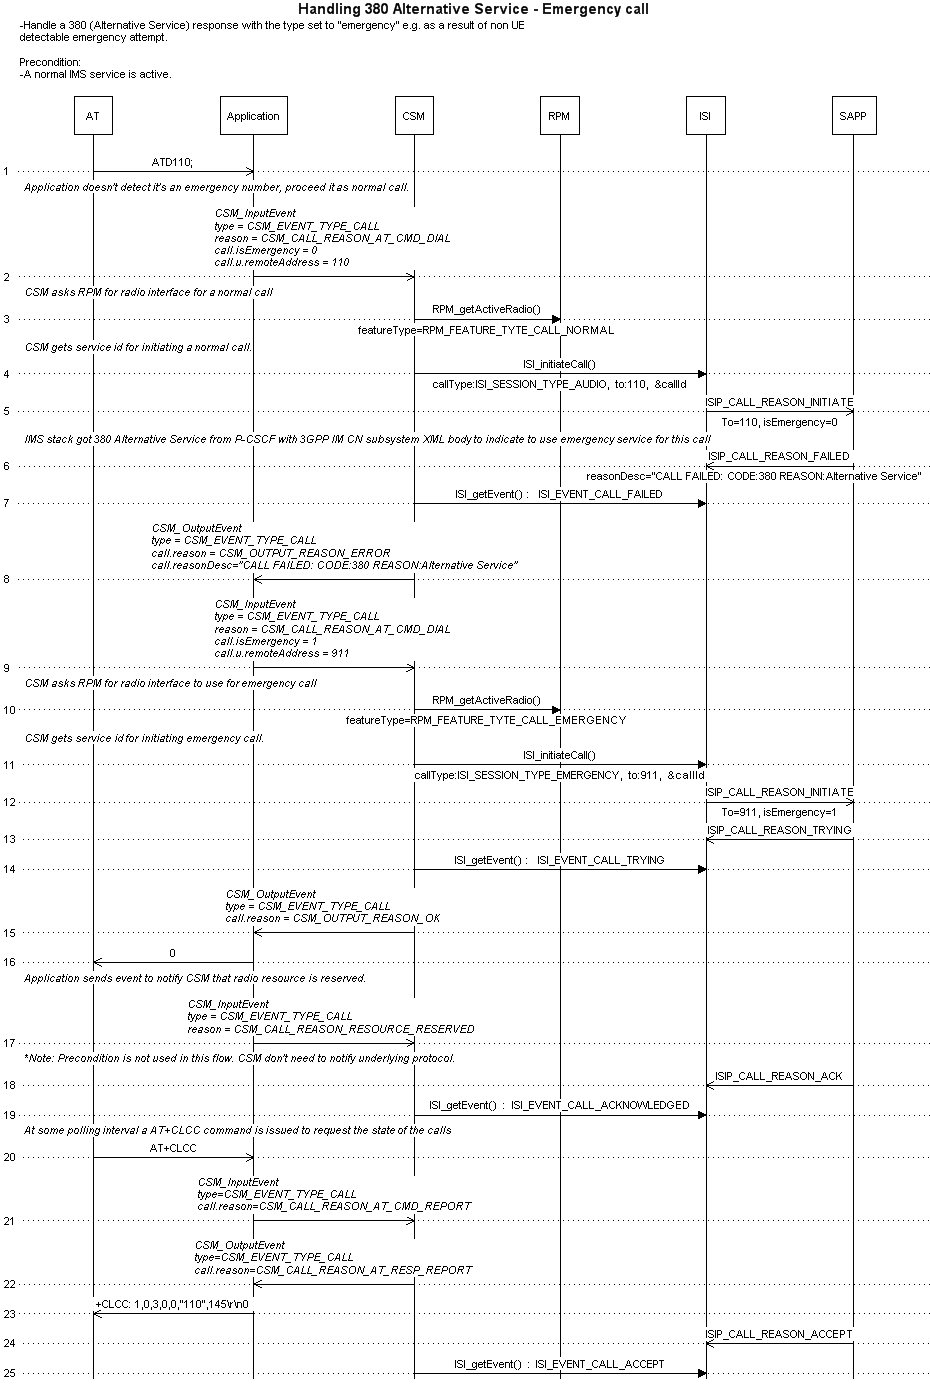 Handling 380 Alternative Service - Emergency call
-Handle a 380 (Alternative Service) response with the type set to "emergency" e.g. as a result of non UE
detectable emergency attempt.
Precondition:
-A normal IMS service is active.
AT Application CSM RPM ISI SAPP
ATD110;
1
Application doesn't detect it's an emergency number, proceed it as normal call.
CSM_InputEvent
type = CSM_EVENT_TYPE_CALL
reason = CSM_CALL_REASON_AT_CMD_DIAL
call.isEmergency = 0
call.u.remoteAddress = 110
2
CSM asks RPM for radio interface for a normal call
RPM_getActiveRadio()
3
featureType=RPM_FEATURE_TYTE_CALL_NORMAL
CSM gets service id for initiating a normal call.
ISI_initiateCall()
4
callType:ISI_SESSION_TYPE_AUDIO, to:110, &callId
ISIP_CALL_REASON_INITIATE
5
To=110, isEmergency=0
IMS stack got 380 Alternative Service from P-CSCF with 3GPP IM CN subsystem XML body to indicate to use emergency service for this call
ISIP_CALL_REASON_FAILED
6
reasonDesc="CALL FAILED: CODE:380 REASON:Alternative Service"
ISI_getEvent() : ISI_EVENT_CALL_FAILED
7
CSM_OutputEvent
type = CSM_EVENT_TYPE_CALL
call.reason = CSM_OUTPUT_REASON_ERROR
call.reasonDesc="CALL FAILED: CODE:380 REASON:Alternative Service"
8
CSM_InputEvent
type = CSM_EVENT_TYPE_CALL
reason = CSM_CALL_REASON_AT_CMD_DIAL
call.isEmergency = 1
call.u.remoteAddress = 911
9
CSM asks RPM for radio interface to use for emergency call
RPM_getActiveRadio()
10
featureType=RPM_FEATURE_TYTE_CALL_EMERGENCY
CSM gets service id for initiating emergency call.
ISI_initiateCall()
11
callType:ISI_SESSION_TYPE_EMERGENCY, to:911, &callId
ISIP_CALL_REASON_INITIATE
12
To=911, isEmergency=1
ISIP_CALL_REASON_TRYING
13
ISI_getEvent() : ISI_EVENT_CALL_TRYING
14
CSM_OutputEvent
type = CSM_EVENT_TYPE_CALL
call.reason = CSM_OUTPUT_REASON_OK
15
0
16
Application sends event to notify CSM that radio resource is reserved.
CSM_InputEvent
type = CSM_EVENT_TYPE_CALL
reason = CSM_CALL_REASON_RESOURCE_RESERVED
17
*Note: Precondition is not used in this flow. CSM don't need to notify underlying protocol.
ISIP_CALL_REASON_ACK
18
ISI_getEvent() : ISI_EVENT_CALL_ACKNOWLEDGED
19
At some polling interval a AT+CLCC command is issued to request the state of the calls
AT+CLCC
20
CSM_InputEvent
type=CSM_EVENT_TYPE_CALL
call.reason=CSM_CALL_REASON_AT_CMD_REPORT
21
CSM_OutputEvent
type=CSM_EVENT_TYPE_CALL
call.reason=CSM_CALL_REASON_AT_RESP_REPORT
22
+CLCC: 1,0,3,0,0,"110",145\r\n0
23
ISIP_CALL_REASON_ACCEPT
24
ISI_getEvent() : ISI_EVENT_CALL_ACCEPT
25